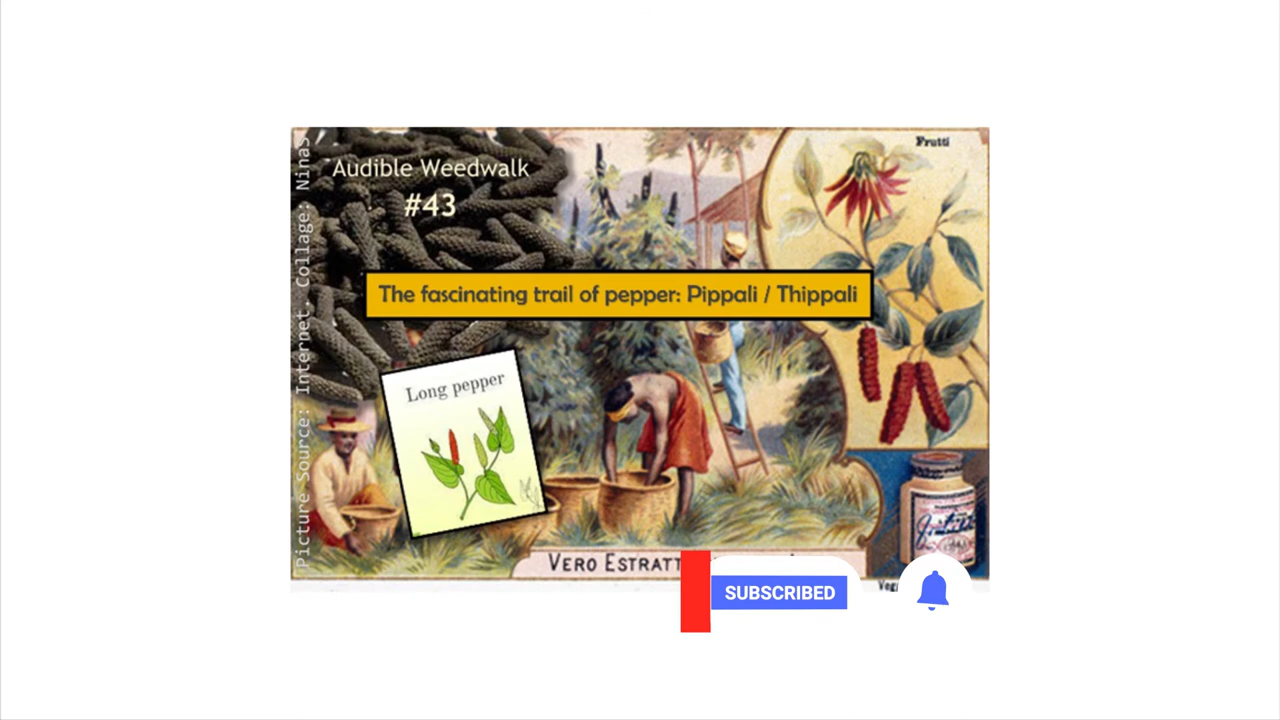 Audible Weedwalk
#43
Frutti
The fascinating trail of pepper: Pippali / Thippali
Long pepper
Picture Source: Internet. Collage: NinaS
VERO ESTRATT
SUBSCRIBED